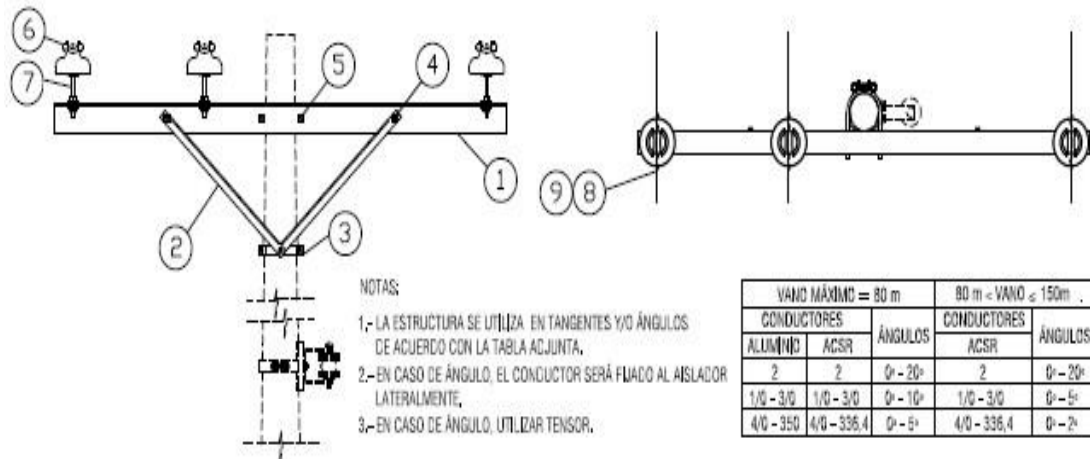 6
7
5
4
1
2
3
9 8
NOTAS:
1,- LA ESTRUCTURA SE UTILIZA EN TANGENTES Y/O ÁNGULOS
DE ACUERDO CON LA TABLA ADJUNTA.
2.- EN CASO DE ÁNGULO, EL CONDUCTOR SERÁ FIJADO AL AISLADOR
LATERALMENTE.
3.- EN CASO DE ÁNGULO, UTILIZAR TENSOR.
VANO MÁXIMO = 80 m 80 m < VANO ≤ 150m
CONDUCTORES ÁNGULOS CONDUCTORES ÁNGULOS
ALUMINIO ACSR ACSR
2 2 0° - 20° 2 0° - 20°
1/0 - 3/0 1/0 - 3/0 0° - 10° 1/0 - 3/0 0° - 5°
4/0 - 350 4/0 - 336,4 0° - 5° 4/0 - 336,4 0° - 2°